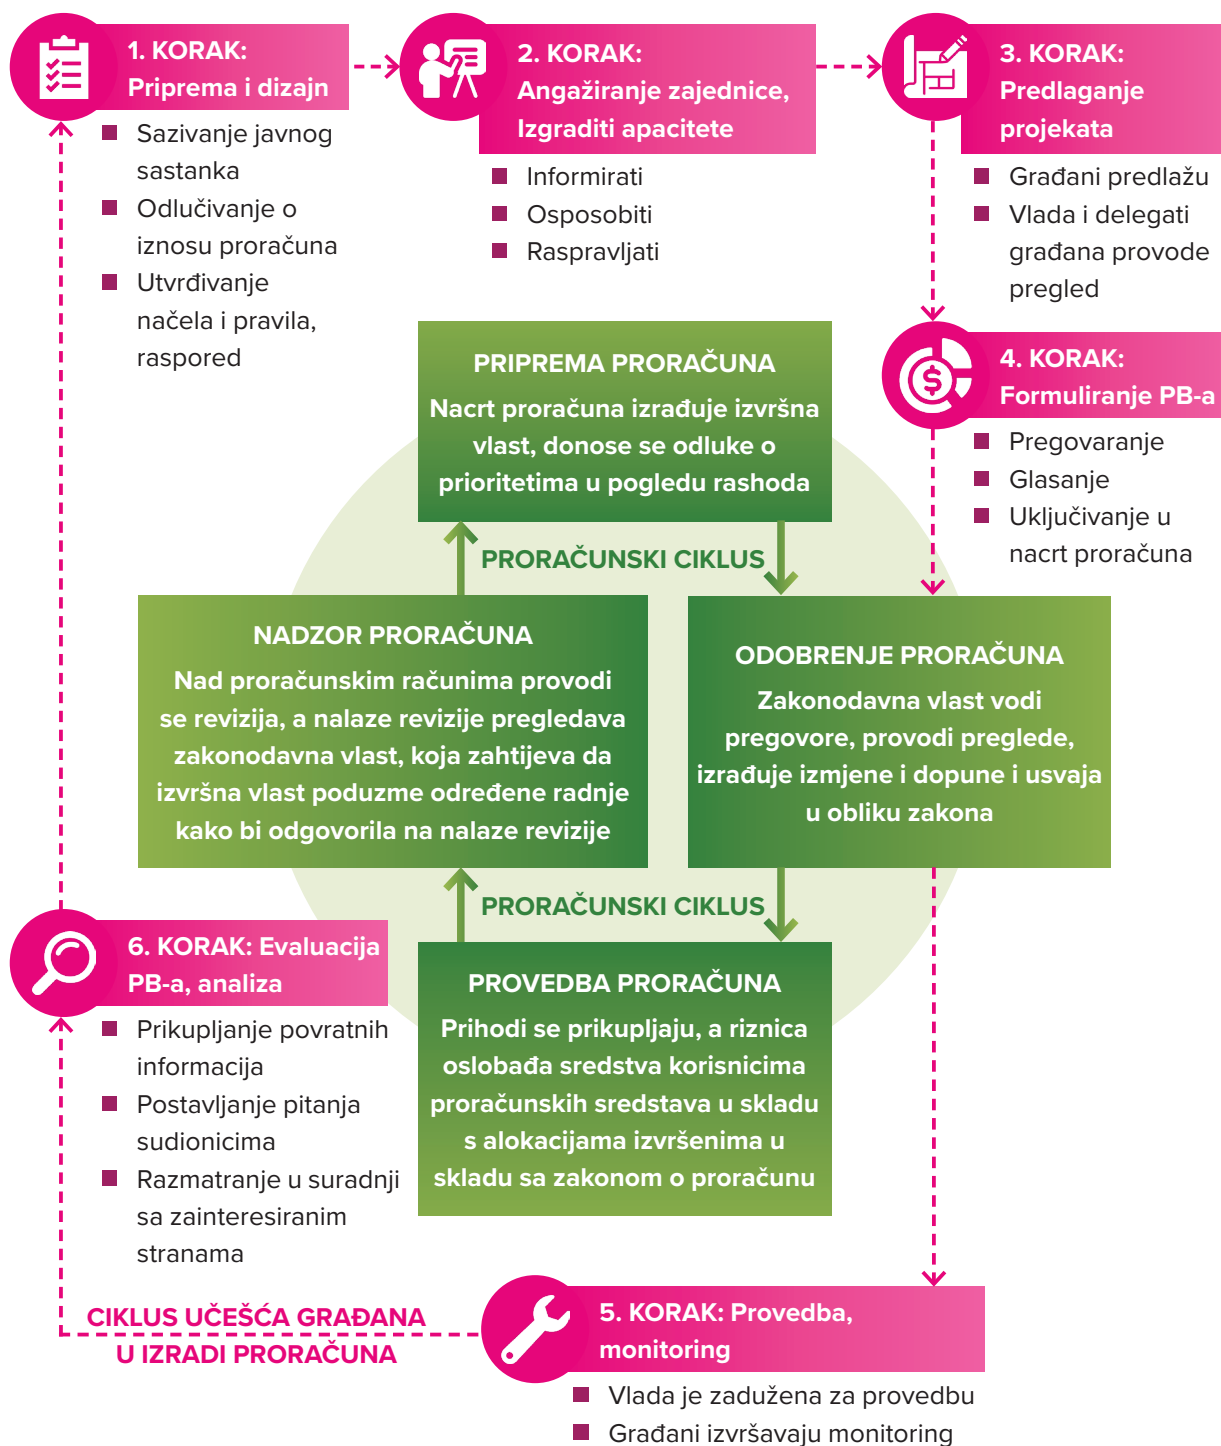 1. KORAK:
Priprema i dizajn
Sazivanje javnog
sastanka
Odlučivanje o
iznosu proračuna
Utvrđivanje
načela i pravila,
raspored
2. KORAK:
Angažiranje zajednice,
Izgraditi apacitete
Informirati
Osposobiti
Raspravljati
3. KORAK:
Predlaganje
projekata
Građani predlažu
Vlada i delegati
građana provode
pregled
4. KORAK:
Formuliranje PB-a
Pregovaranje
Glasanje
Uključivanje u
nacrt proračuna
PRIPREMA PRORAČUNA
Nacrt proračuna izrađuje izvršna
vlast, donose se odluke o
prioritetima u pogledu rashoda
PRORAČUNSKI CIKLUS
NADZOR PRORAČUNA
Nad proračunskim računima provodi
se revizija, a nalaze revizije pregledava
zakonodavna vlast, koja zahtijeva da
izvršna vlast poduzme određene radnje
kako bi odgovorila na nalaze revizije
ODOBRENJE PRORAČUNA
Zakonodavna vlast vodi
pregovore, provodi preglede,
izrađuje izmjene i dopune i usvaja
u obliku zakona
PRORAČUNSKI CIKLUS
PROVEDBA PRORAČUNA
Prihodi se prikupljaju, a riznica
oslobađa sredstva korisnicima
proračunskih sredstava u skladu
s alokacijama izvršenima u
skladu sa zakonom o proračunu
6. KORAK: Evaluacija
PB-a, analiza
Prikupljanje povratnih
informacija
Postavljanje pitanja
sudionicima
Razmatranje u suradnji
sa zainteresiranim
stranama
CIKLUS UČEŠĆA GRAĐANA
U IZRADI PRORAČUNA
5. KORAK: Provedba,
monitoring
Vlada je zadužena za provedbu
Građani izvršavaju monitoring
$